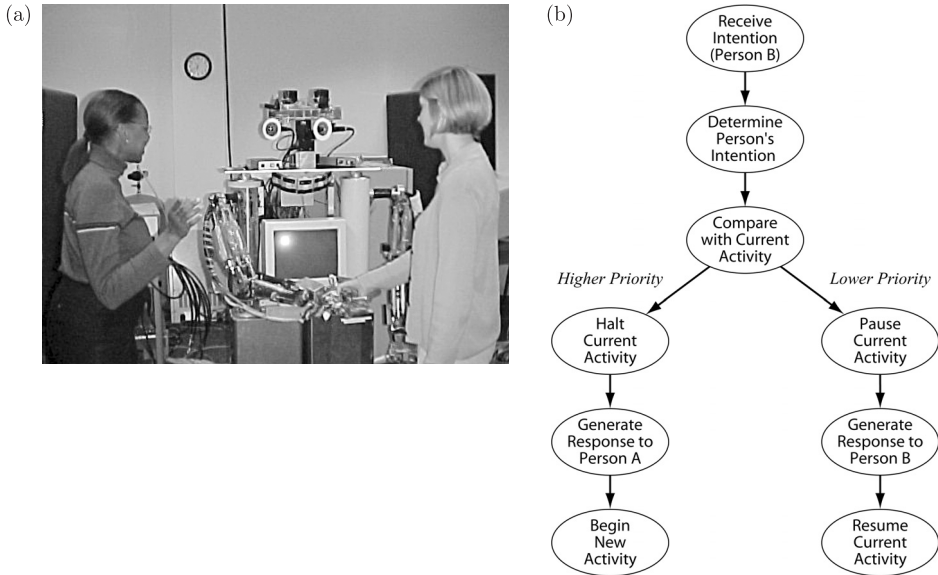 (a)
(b)
Receive
Intention
(Person B)
Determine
Person's
Intention
Compare
with Current
Activity
Higher Priority
Lower Priority
Halt
Current
Activity
Pause
Current
Activity
Generate
Response to
Person A
Generate
Response to
Person B
Begin
New
Activity
Resume
Current
Activity